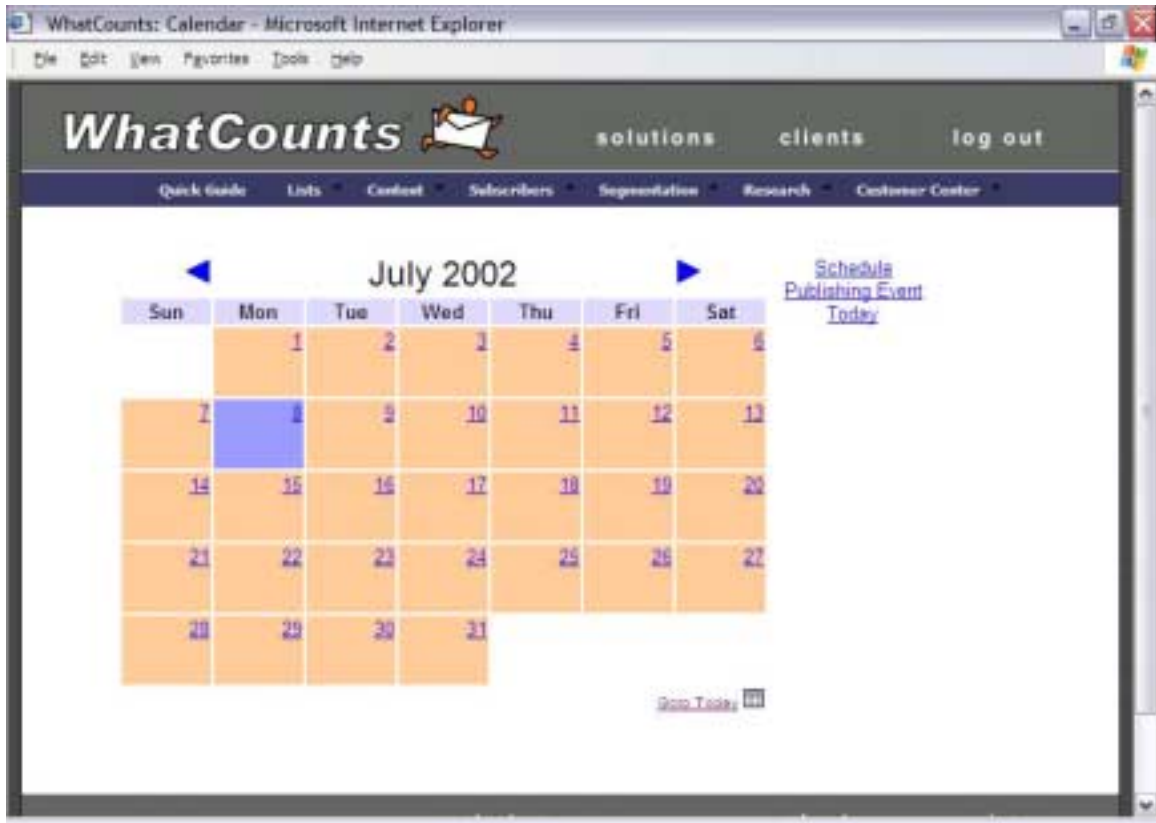 WhatCounts: Calendar - Microsoft Internet Explorer
File Edit View Favorites Tools Help
WhatCounts solutions clients log out
Quick Guide Lists Content Subscribers Segmentation Research Customer Center
July 2002
Schedule
Publishing Event
Today
Sun Mon Tue Wed Thu Fri Sat
1 2 3 4 5 6
7 8 9 10 11 12 13
14 15 16 17 18 19 20
21 22 23 24 25 26 27
28 29 30 31
Goto Today